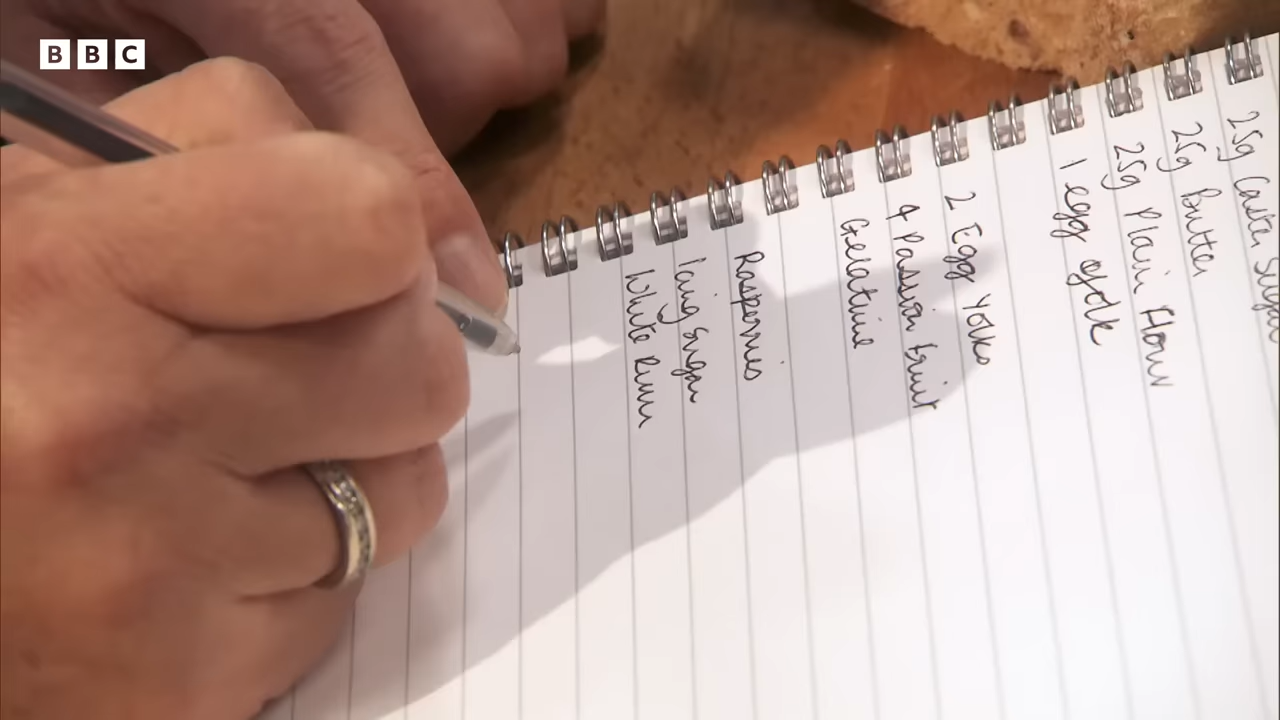 BBC
25g Caster Sugar
25g Butter
25g Plain Flour
1 egg yolk
2 Egg Yolks
4 Passion Fruit
Gelatine
Raspberries
Icing Sugar
White Rum